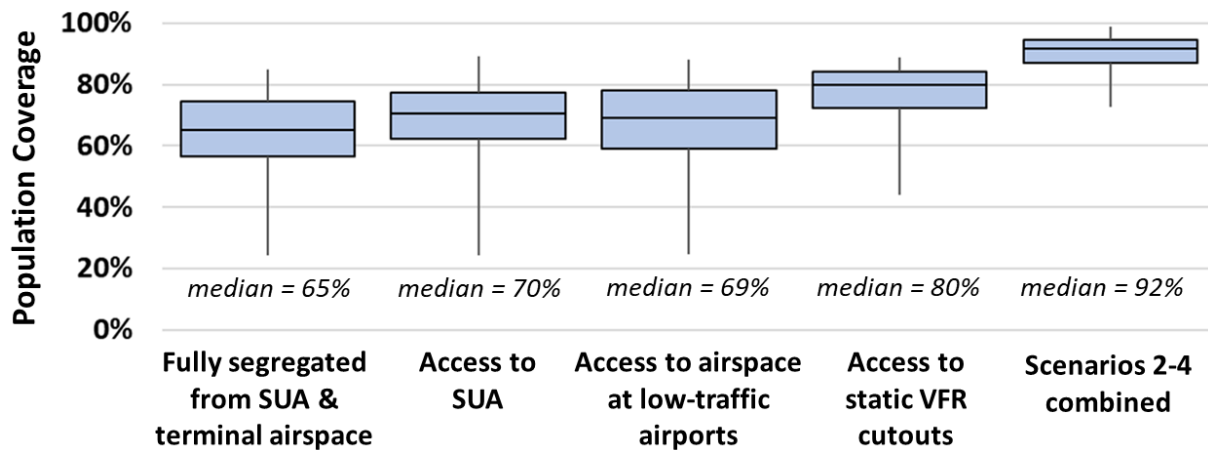 Population Coverage
100%
80%
60%
40%
20%
0%
median = 65%
median = 70%
median = 69%
median = 80%
median = 92%
Fully segregated
from SUA &
terminal airspace
Access to
SUA
Access to airspace
at low-traffic
airports
Access to
static VFR
cutouts
Scenarios 2-4
combined